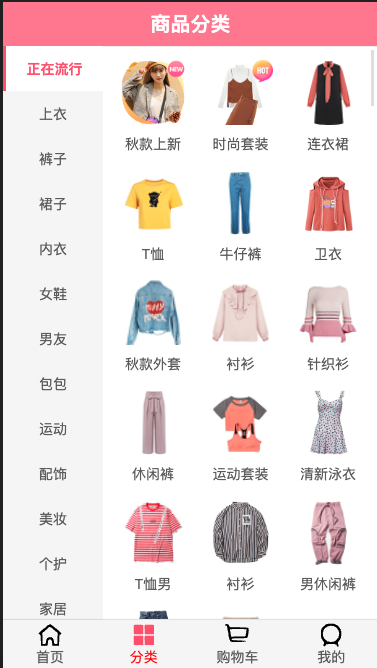 商品分类
正在流行
上衣
裤子
裙子
内衣
女鞋
男友
包包
运动
配饰
美妆
个护
家居
NEW
秋款上新
HOT
时尚套装
连衣裙
T恤
牛仔裤
卫衣
秋款外套
衬衫
针织衫
休闲裤
运动套装
清新泳衣
T恤男
衬衫
男休闲裤
首页
分类
购物车
我的